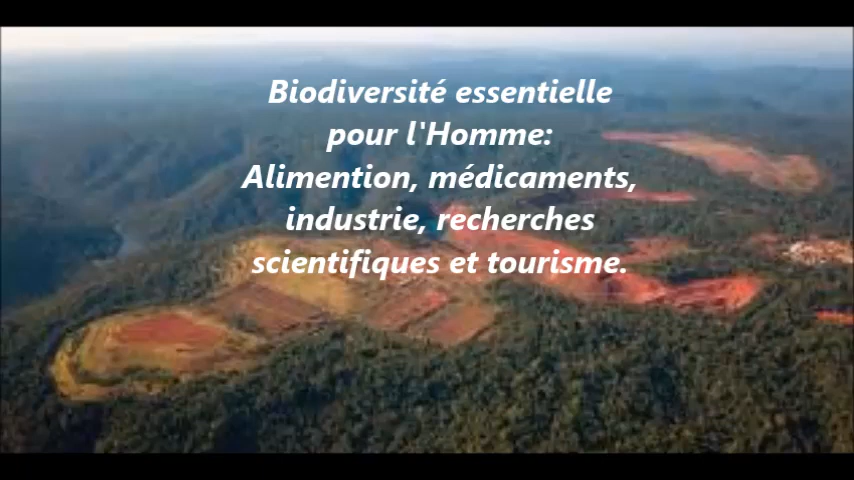 Biodiversité essentielle
pour l'Homme:
Alimention, médicaments,
industrie, recherches
scientifiques et tourisme.